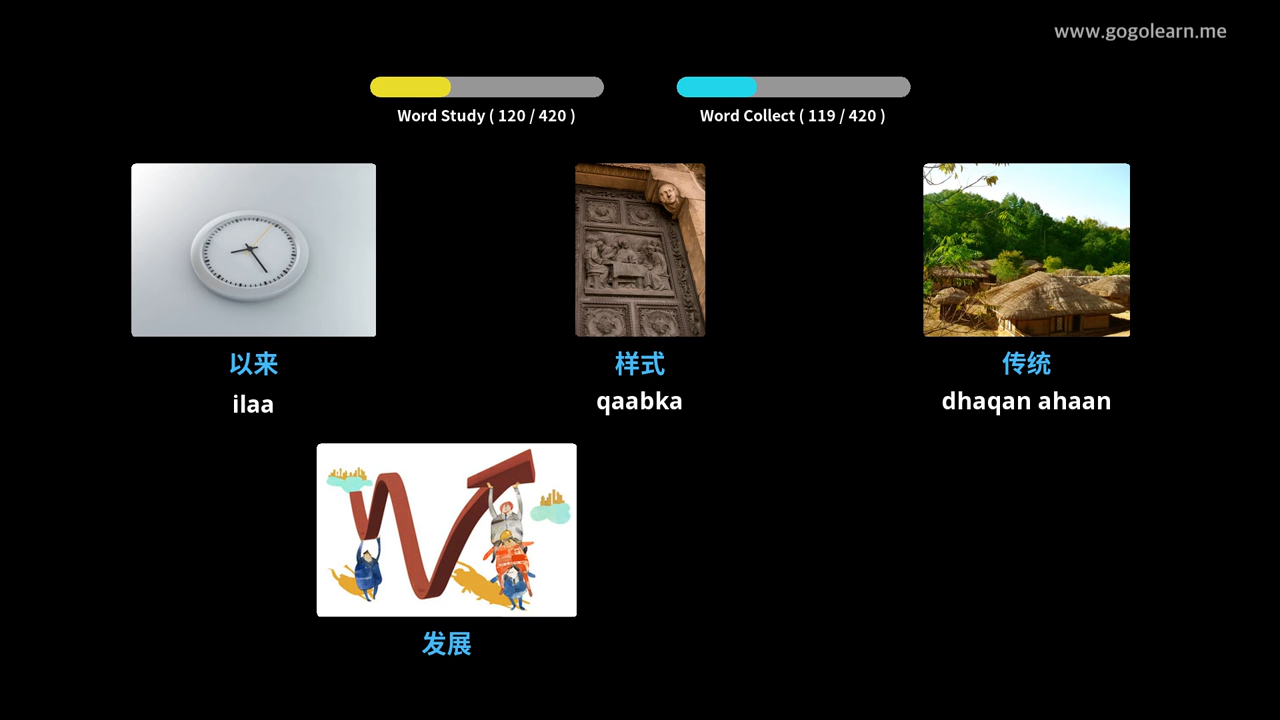 www.gogolearn.me
Word Study ( 120 / 420 )
Word Collect ( 119 / 420 )
以来
样式
传统
ilaa
qaabka
dhaqan ahaan
发展